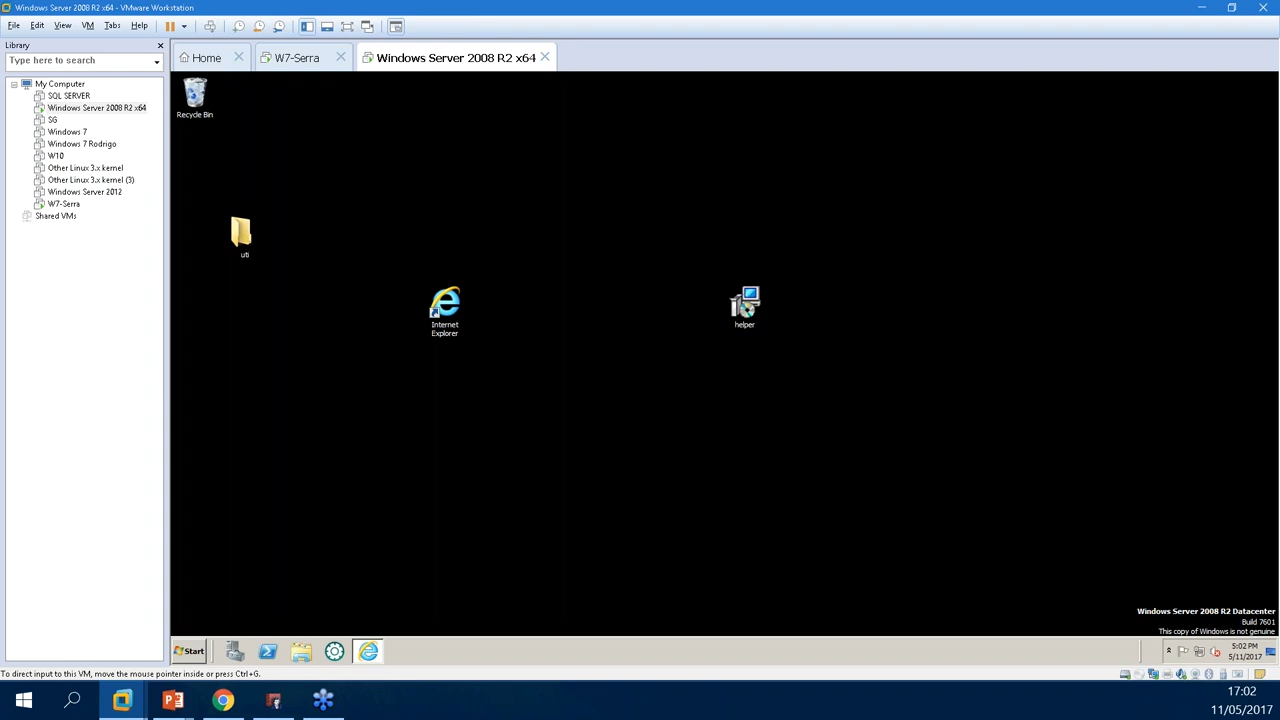 Windows Server 2008 R2 x64 - VMware Workstation
File Edit View VM Tabs Help
Library
Type here to search
Home
W7-Serra
Windows Server 2008 R2 x64
My Computer
SQL SERVER
Windows Server 2008 R2 x64
SG
Windows 7
Windows 7 Rodrigo
W10
Other Linux 3.x kernel
Other Linux 3.x kernel (3)
Windows Server 2012
W7-Serra
Shared VMs
Recycle Bin
uti
Internet
Explorer
helper
Windows Server 2008 R2 Datacenter
Build 7601
This copy of Windows is not genuine
Start
5:02 PM
5/11/2017
To direct input to this VM, move the mouse pointer inside or press Ctrl+G.
17:02
11/05/2017